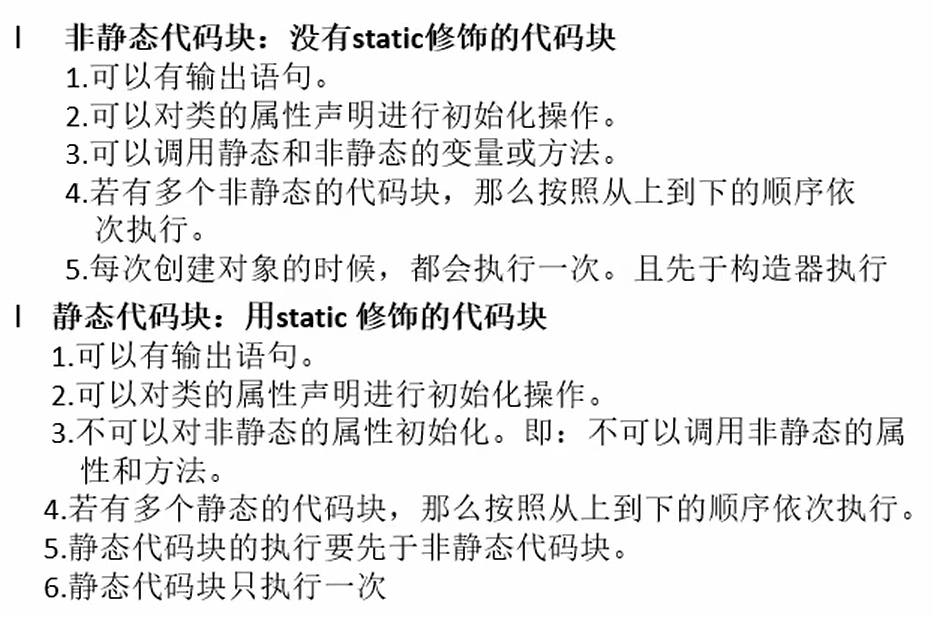 l 非静态代码块：没有static修饰的代码块
1.可以有输出语句。
2.可以对类的属性声明进行初始化操作。
3.可以调用静态和非静态的变量或方法。
4.若有多个非静态的代码块，那么按照从上到下的顺序依
次执行。
5.每次创建对象的时候，都会执行一次。且先于构造器执行
l 静态代码块：用static 修饰的代码块
1.可以有输出语句。
2.可以对类的属性声明进行初始化操作。
3.不可以对非静态的属性初始化。即：不可以调用非静态的属
性和方法。
4.若有多个静态的代码块，那么按照从上到下的顺序依次执行。
5.静态代码块的执行要先于非静态代码块。
6.静态代码块只执行一次